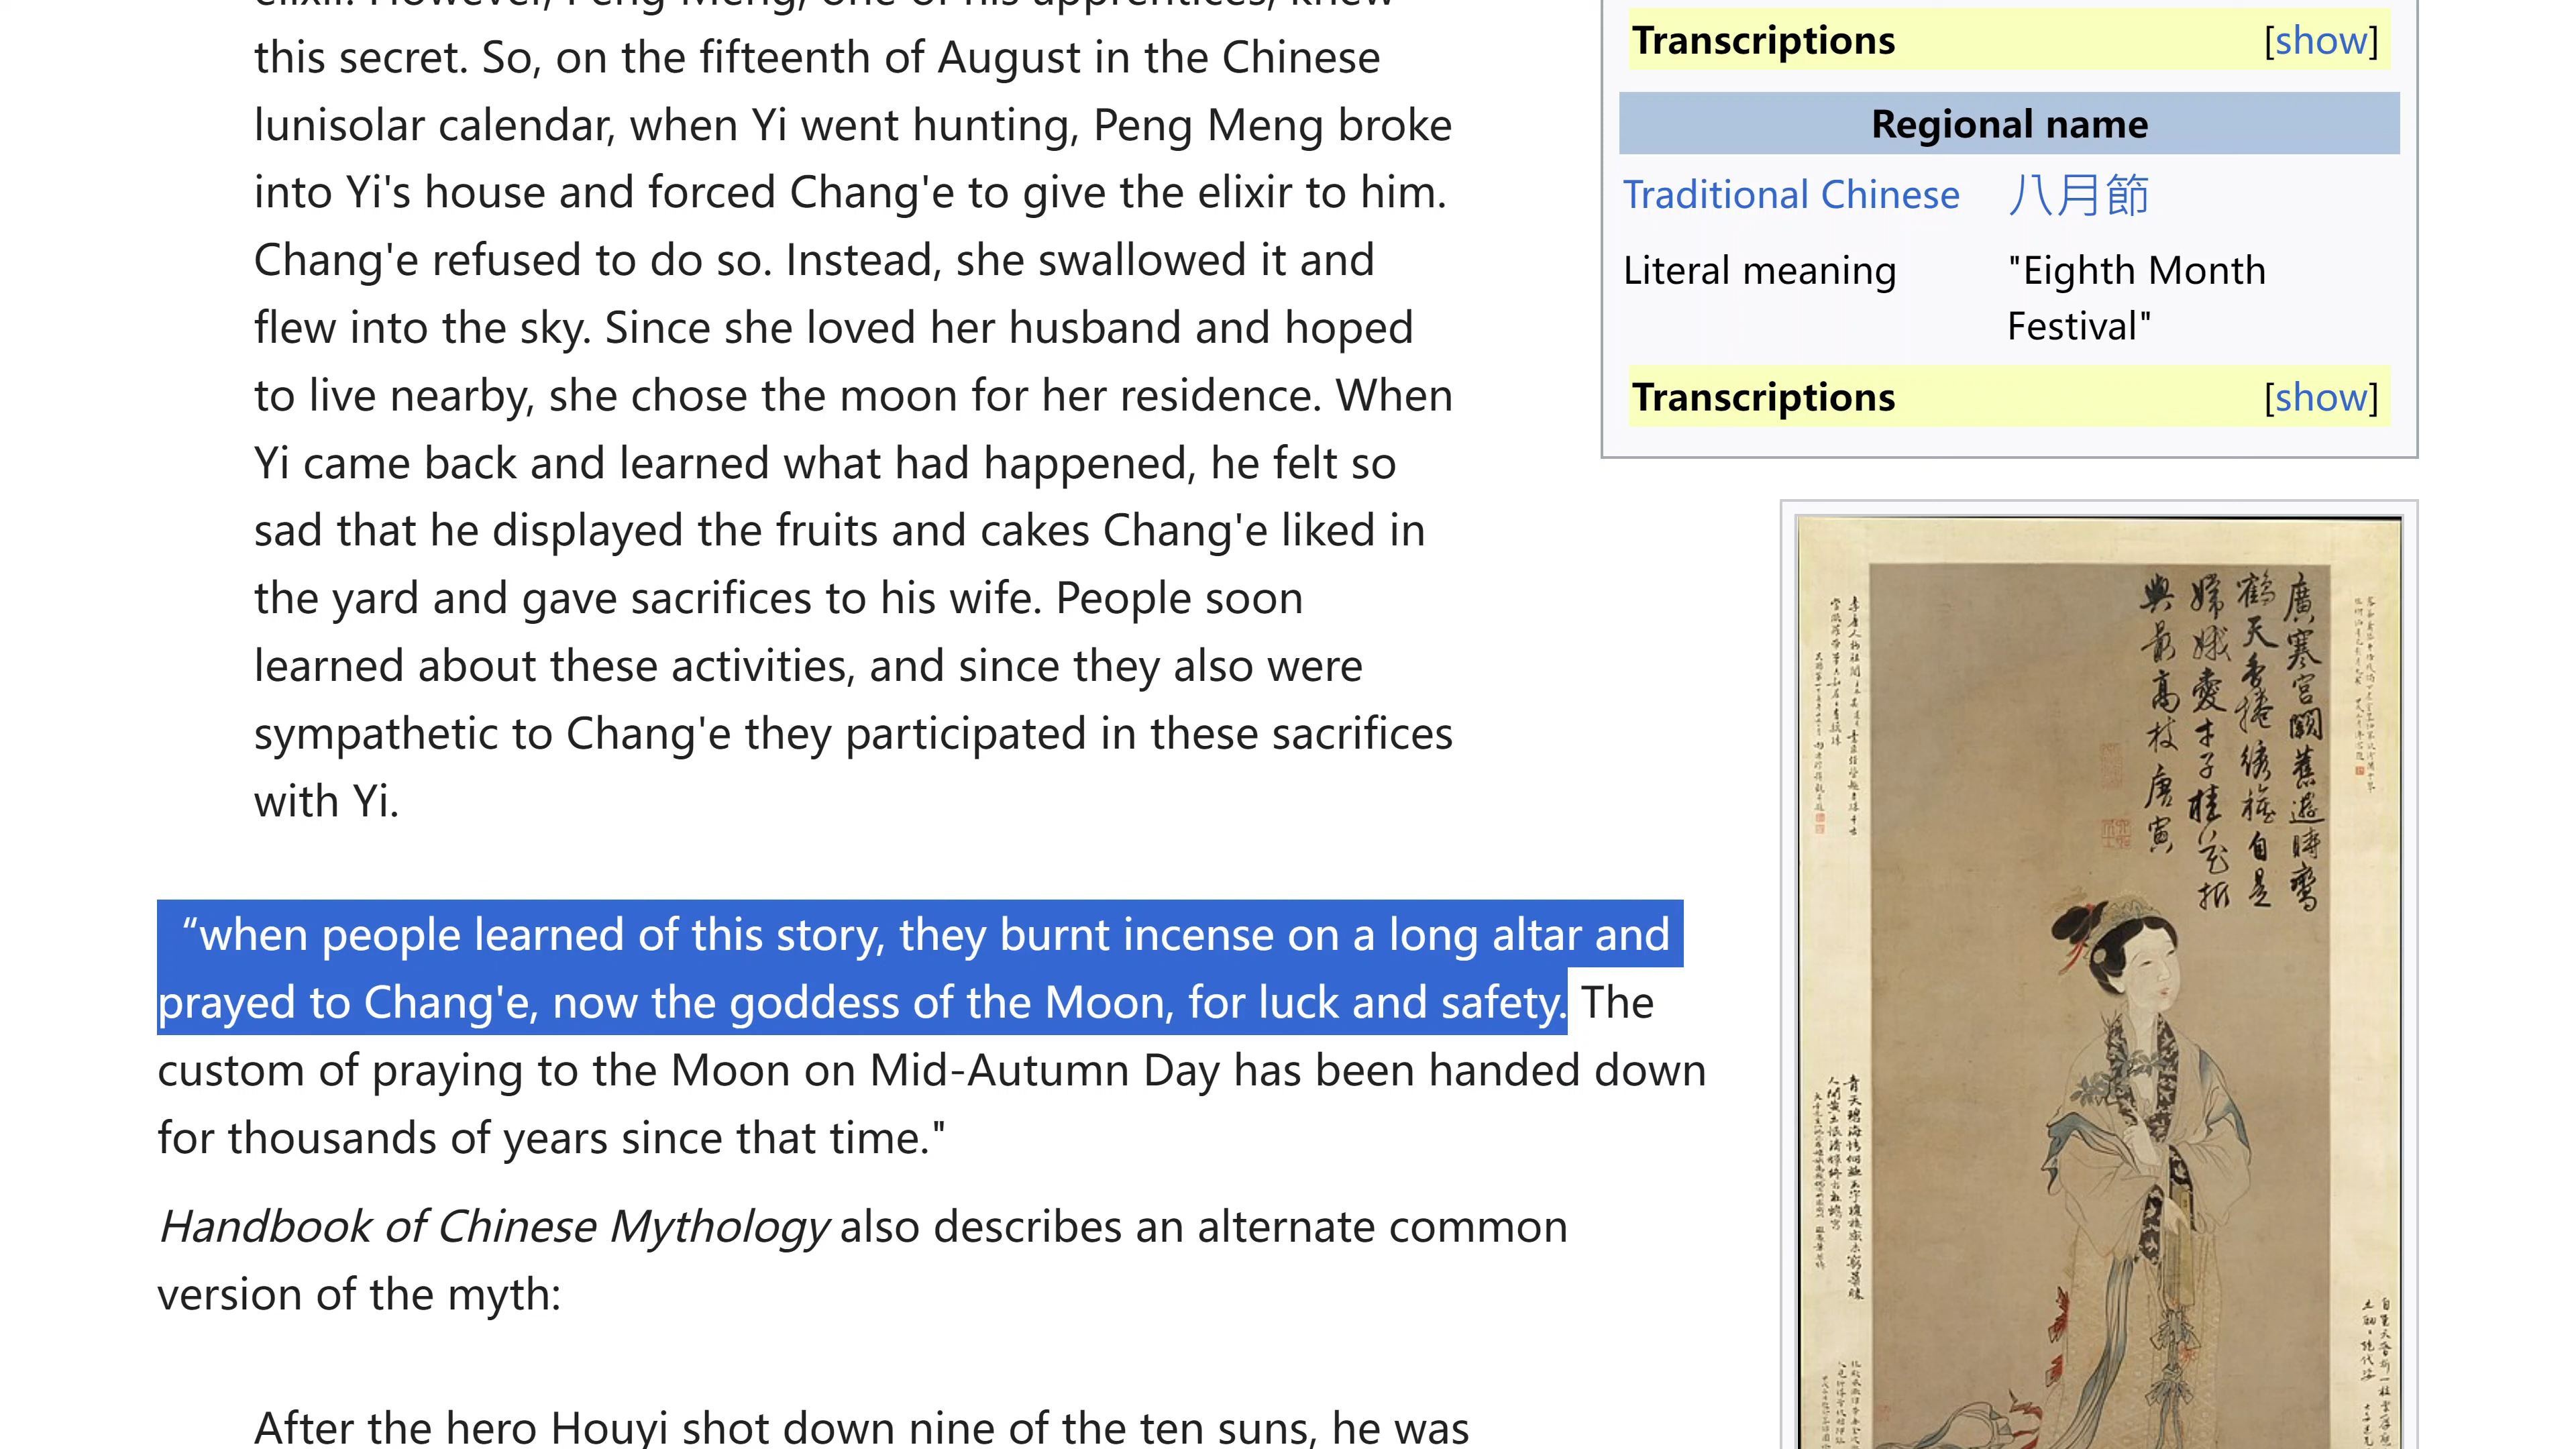 elixir. However, Peng Meng, one of his apprentices, knew
this secret. So, on the fifteenth of August in the Chinese
lunisolar calendar, when Yi went hunting, Peng Meng broke
into Yi's house and forced Chang'e to give the elixir to him.
Chang'e refused to do so. Instead, she swallowed it and
flew into the sky. Since she loved her husband and hoped
to live nearby, she chose the moon for her residence. When
Yi came back and learned what had happened, he felt so
sad that he displayed the fruits and cakes Chang'e liked in
the yard and gave sacrifices to his wife. People soon
learned about these activities, and since they also were
sympathetic to Chang'e they participated in these sacrifices
with Yi.
“when people learned of this story, they burnt incense on a long altar and
prayed to Chang'e, now the goddess of the Moon, for luck and safety. The
custom of praying to the Moon on Mid-Autumn Day has been handed down
for thousands of years since that time."
Handbook of Chinese Mythology also describes an alternate common
version of the myth:
After the hero Houyi shot down nine of the ten suns, he was
Transcriptions [show]
Regional name
Traditional Chinese 八月節
Literal meaning "Eighth Month
Festival"
Transcriptions [show]
廣寒宮闕舊遊時鸞
鶴天香捲繡旗自是
嫦娥愛才子桂花折
與最高枝唐寅